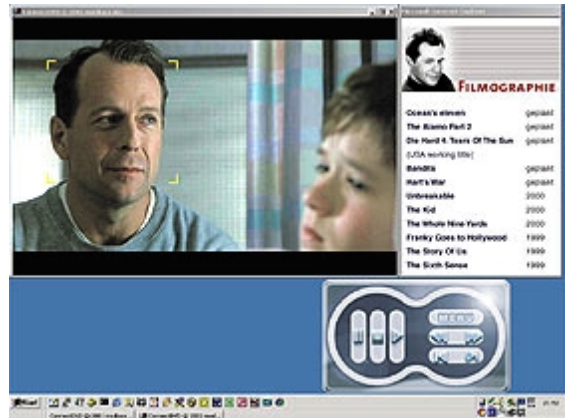 FILMOGRAPHIE
Ocean's eleven geplant
The Alamo Part 2 geplant
Die Hard 4: Tears Of The Sun geplant
(USA working title)
Bandits geplant
Hart's War geplant
Unbreakable 2000
The Kid 2000
The Whole Nine Yards 2000
Franky Goes to Hollywood 1999
The Story Of Us 1999
The Sixth Sense 1999
MENU
Start